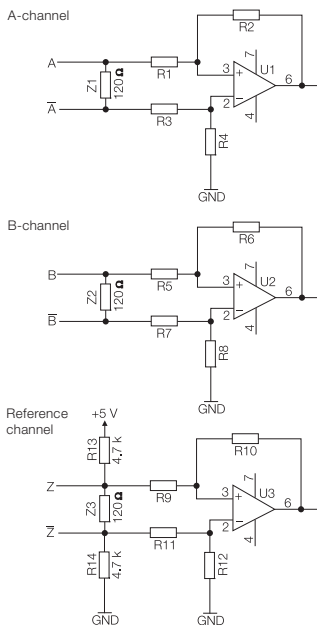 A-channel
R2
A
R1
3
+
7
U1
6
Z1
120 Ω
A̅
R3
2
−
4
R4
GND
B-channel
R6
B
R5
3
+
7
U2
6
Z2
120 Ω
B̅
R7
2
−
4
R8
GND
Reference
channel
+5 V
R13
4.7 k
R10
Z
R9
3
+
7
U3
6
Z3
120 Ω
Z̅
R11
2
−
4
R14
4.7 k
R12
GND
GND